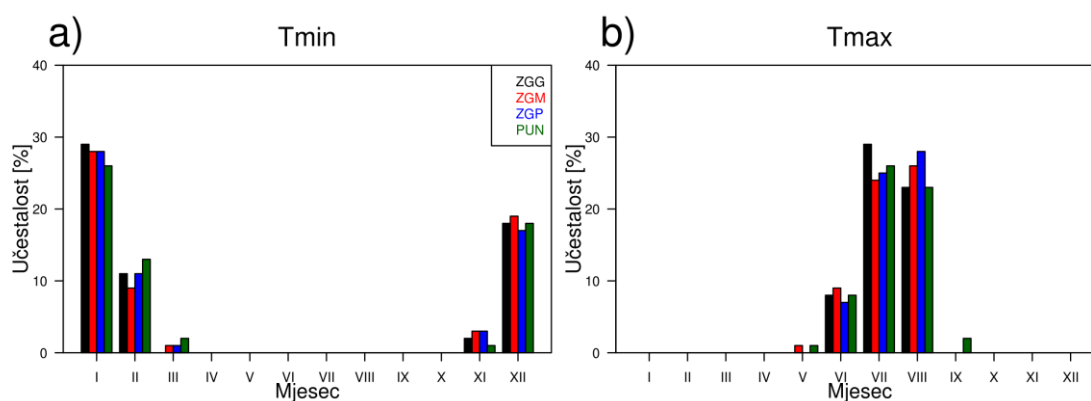 a)
Tmin
Učestalost [%]
40
30
20
10
0
ZGG
ZGM
ZGP
PUN
I II III IV V VI VII VIII IX X XI XII
Mjesec
b)
Tmax
Učestalost [%]
40
30
20
10
0
I II III IV V VI VII VIII IX X XI XII
Mjesec